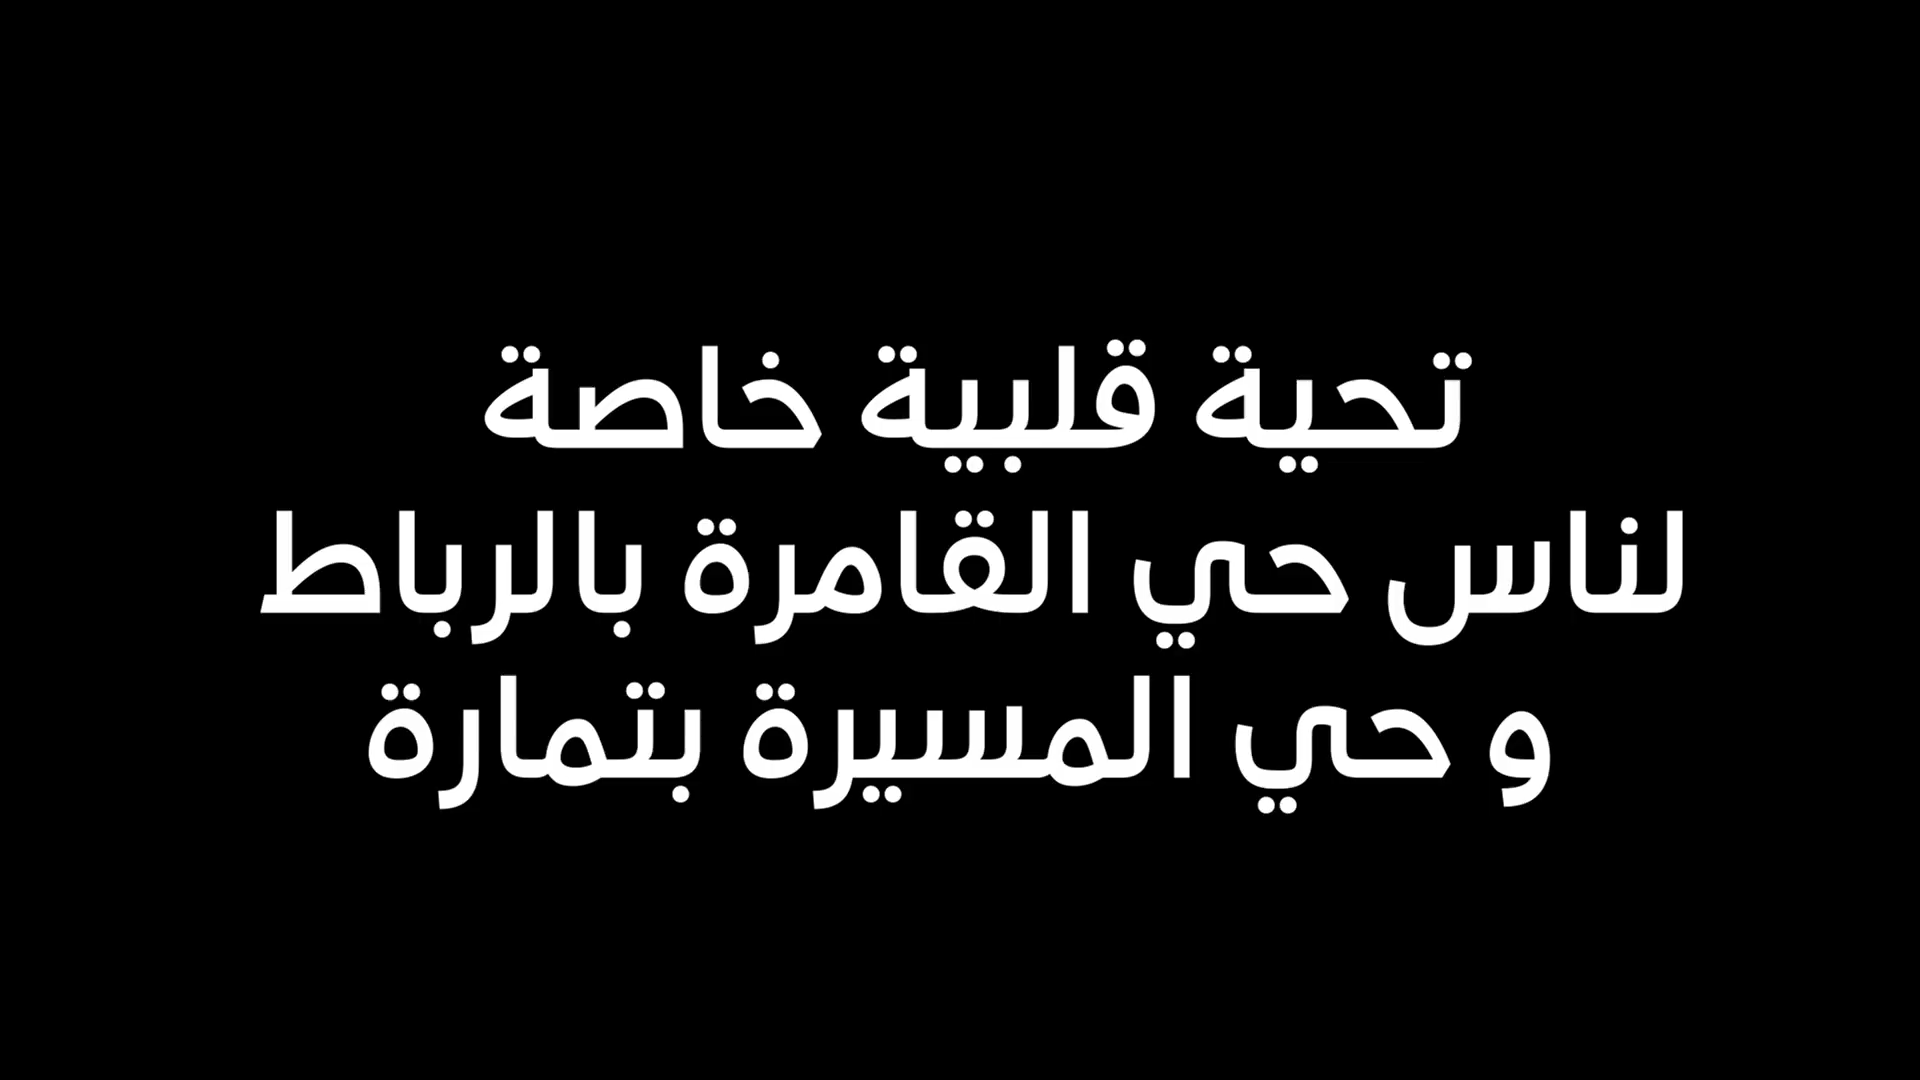 تحية قلبية خاصة
لناس حي القامرة بالرباط
و حي المسيرة بتمارة